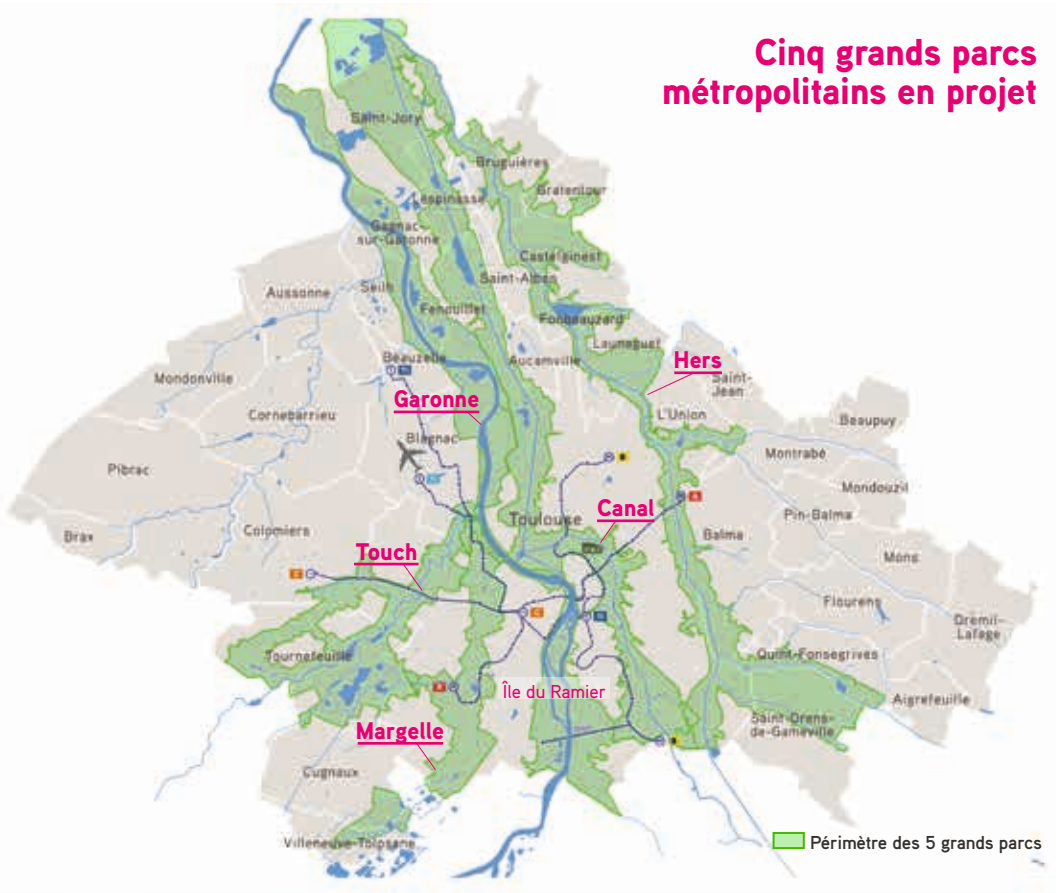 Cinq grands parcs
métropolitains en projet
Saint-Jory
Bruguières
Gratentour
Lespinasse
Gagnac-
sur-Garonne
Castelginest
Saint-Alban
Seilh
Aussonne
Fenouillet
Fonbeauzard
Launaguet
Beauzelle
Aucamville
Hers
Saint-
Jean
Mondonville
Garonne
L'Union
Cornebarrieu
Beaupuy
Blagnac
Montrabé
Pibrac
Mondouzil
Canal
Toulouse
Pin-Balma
Brax
Colomiers
Balma
Touch
Mons
C
A
Flourens
C
B
Drémil-
Lafage
Tournefeuille
Quint-Fonsegrives
A
Île du Ramier
Aigrefeuille
Saint-Orens-
de-Gameville
Margelle
Cugnaux
Villeneuve-Tolosane
Périmètre des 5 grands parcs